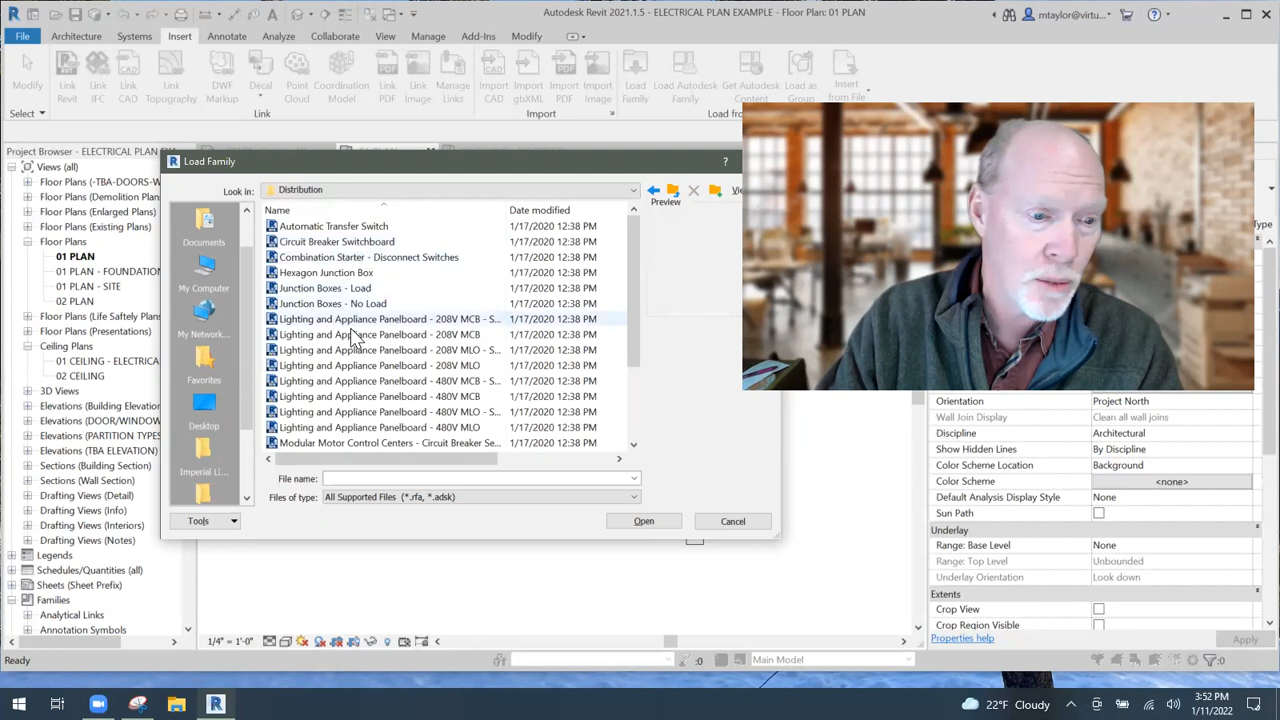 Autodesk Revit 2021.1.5 - ELECTRICAL PLAN EXAMPLE - Floor Plan: 01 PLAN
mtaylor@virtu...
File Architecture Systems Insert Annotate Analyze Collaborate View Manage Add-Ins Modify
Modify
Link Revit
Link IFC
Link CAD
Link Topography
DWF Markup
Decal
Point Cloud
Coordination Model
Link PDF
Link Image
Manage Links
Import CAD
Import gbXML
Import PDF
Import Image
Load Family
Load Autodesk Family
Get Autodesk Content
Load as Group
Insert from File
Select Link Import Load from
Project Browser - ELECTRICAL PLAN
Views (all)
Floor Plans (-TBA-DOORS-W
Floor Plans (Demolition Plans
Floor Plans (Enlarged Plans)
Floor Plans (Existing Plans)
Floor Plans
01 PLAN
01 PLAN - FOUNDATION
01 PLAN - SITE
02 PLAN
Floor Plans (Life Saftely Plans
Floor Plans (Presentations)
Ceiling Plans
01 CEILING - ELECTRICA
02 CEILING
3D Views
Elevations (Building Elevation
Elevations (DOOR/WINDOW
Elevations (PARTITION TYPES
Elevations (TBA ELEVATION)
Sections (Building Section)
Sections (Wall Section)
Drafting Views (Detail)
Drafting Views (Info)
Drafting Views (Interiors)
Drafting Views (Notes)
Legends
Schedules/Quantities (all)
Sheets (Sheet Prefix)
Families
Analytical Links
Annotation Symbols
Load Family ?
Look in: Distribution
Preview
Documents
My Computer
My Network...
Favorites
Desktop
Imperial Li...
Name Date modified
Automatic Transfer Switch 1/17/2020 12:38 PM
Circuit Breaker Switchboard 1/17/2020 12:38 PM
Combination Starter - Disconnect Switches 1/17/2020 12:38 PM
Hexagon Junction Box 1/17/2020 12:38 PM
Junction Boxes - Load 1/17/2020 12:38 PM
Junction Boxes - No Load 1/17/2020 12:38 PM
Lighting and Appliance Panelboard - 208V MCB - S... 1/17/2020 12:38 PM
Lighting and Appliance Panelboard - 208V MCB 1/17/2020 12:38 PM
Lighting and Appliance Panelboard - 208V MLO - S... 1/17/2020 12:38 PM
Lighting and Appliance Panelboard - 208V MLO 1/17/2020 12:38 PM
Lighting and Appliance Panelboard - 480V MCB - S... 1/17/2020 12:38 PM
Lighting and Appliance Panelboard - 480V MCB 1/17/2020 12:38 PM
Lighting and Appliance Panelboard - 480V MLO - S... 1/17/2020 12:38 PM
Lighting and Appliance Panelboard - 480V MLO 1/17/2020 12:38 PM
Modular Motor Control Centers - Circuit Breaker Se... 1/17/2020 12:38 PM
File name:
Files of type: All Supported Files (*.rfa, *.adsk)
Tools Open Cancel
Type
Orientation Project North
Wall Join Display Clean all wall joins
Discipline Architectural
Show Hidden Lines By Discipline
Color Scheme Location Background
Color Scheme <none>
Default Analysis Display Style None
Sun Path
Underlay
Range: Base Level None
Range: Top Level Unbounded
Underlay Orientation Look down
Extents
Crop View
Crop Region Visible
Properties help Apply
1/4" = 1'-0"
Ready :0 Main Model :0
22°F Cloudy
3:52 PM
1/11/2022